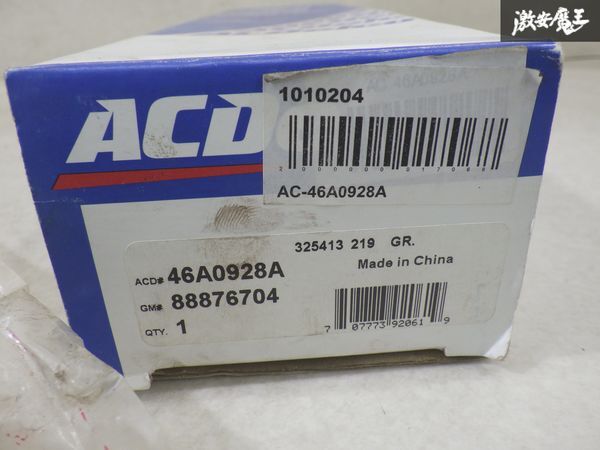 激安魔王
ACD
1010204
AC-46A0928A
325413 219 GR.
Made in China
ACD# 46A0928A
GM# 88876704
QTY. 1
7 07773 92061 9